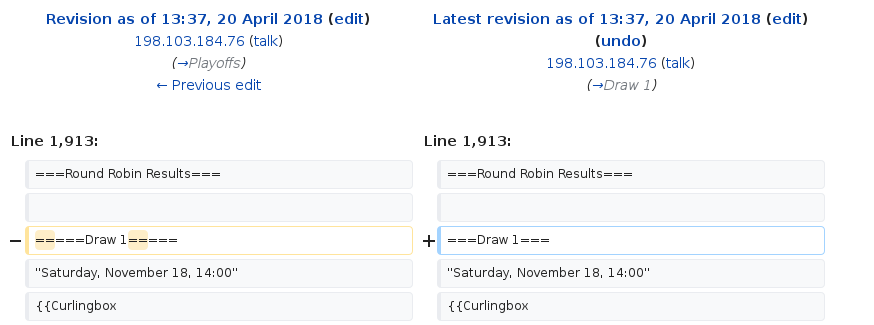 Revision as of 13:37, 20 April 2018 (edit)
198.103.184.76 (talk)
(→Playoffs)
← Previous edit
Latest revision as of 13:37, 20 April 2018 (edit)
(undo)
198.103.184.76 (talk)
(→Draw 1)
Line 1,913:
Line 1,913:
===Round Robin Results===
===Round Robin Results===
− =====Draw 1=====
+ ===Draw 1===
"Saturday, November 18, 14:00"
"Saturday, November 18, 14:00"
{{Curlingbox
{{Curlingbox